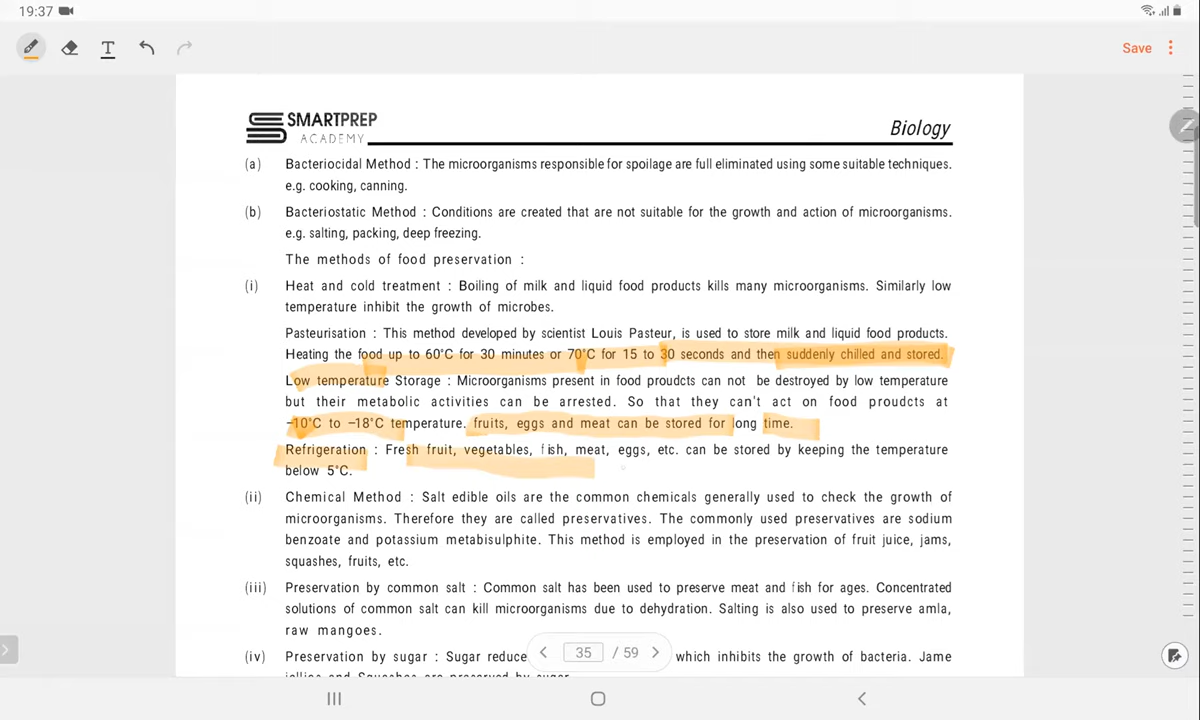 19:37
T
Save
SMARTPREP
ACADEMY
Biology
(a) Bacteriocidal Method : The microorganisms responsible for spoilage are full eliminated using some suitable techniques.
e.g. cooking, canning.
(b) Bacteriostatic Method : Conditions are created that are not suitable for the growth and action of microorganisms.
e.g. salting, packing, deep freezing.
The methods of food preservation :
(i) Heat and cold treatment : Boiling of milk and liquid food products kills many microorganisms. Similarly low
temperature inhibit the growth of microbes.
Pasteurisation : This method developed by scientist Louis Pasteur, is used to store milk and liquid food products.
Heating the food up to 60°C for 30 minutes or 70°C for 15 to 30 seconds and then suddenly chilled and stored.
Low temperature Storage : Microorganisms present in food proudcts can not be destroyed by low temperature
but their metabolic activities can be arrested. So that they can't act on food proudcts at
−10°C to −18°C temperature. fruits, eggs and meat can be stored for long time.
Refrigeration : Fresh fruit, vegetables, fish, meat, eggs, etc. can be stored by keeping the temperature
below 5°C.
(ii) Chemical Method : Salt edible oils are the common chemicals generally used to check the growth of
microorganisms. Therefore they are called preservatives. The commonly used preservatives are sodium
benzoate and potassium metabisulphite. This method is employed in the preservation of fruit juice, jams,
squashes, fruits, etc.
(iii) Preservation by common salt : Common salt has been used to preserve meat and fish for ages. Concentrated
solutions of common salt can kill microorganisms due to dehydration. Salting is also used to preserve amla,
raw mangoes.
(iv) Preservation by sugar : Sugar reduce which inhibits the growth of bacteria. Jame
35 / 59